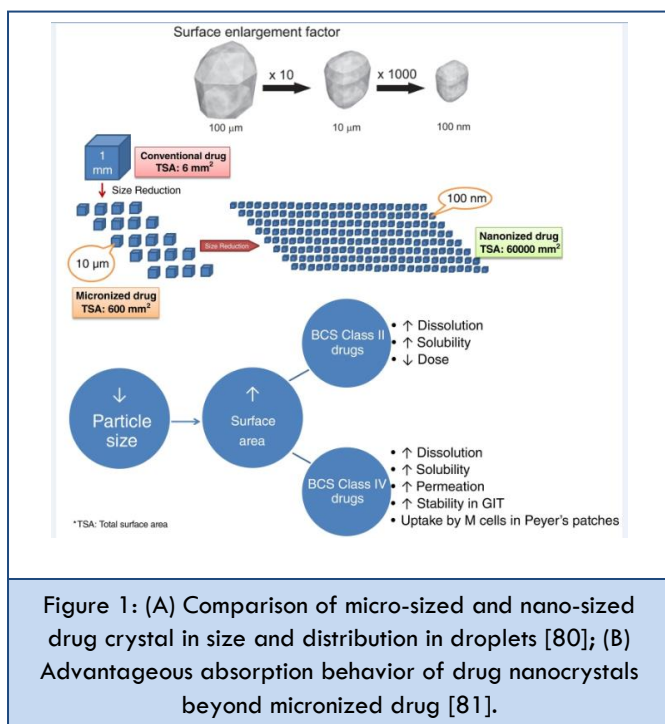 Surface enlargement factor
x 10
x 1000
100 µm
10 µm
100 nm
1
mm
Conventional drug
TSA: 6 mm²
Size Reduction
100 nm
10 µm
Size Reduction
Nanonized drug
TSA: 60000 mm²
Micronized drug
TSA: 600 mm²
BCS Class II
drugs
• ↑ Dissolution
• ↑ Solubility
• ↓ Dose
↓
Particle
size
↑
Surface
area
BCS Class IV
drugs
• ↑ Dissolution
• ↑ Solubility
• ↑ Permeation
• ↑ Stability in GIT
• Uptake by M cells in Peyer's patches
*TSA: Total surface area
Figure 1: (A) Comparison of micro-sized and nano-sized
drug crystal in size and distribution in droplets [80]; (B)
Advantageous absorption behavior of drug nanocrystals
beyond micronized drug [81].